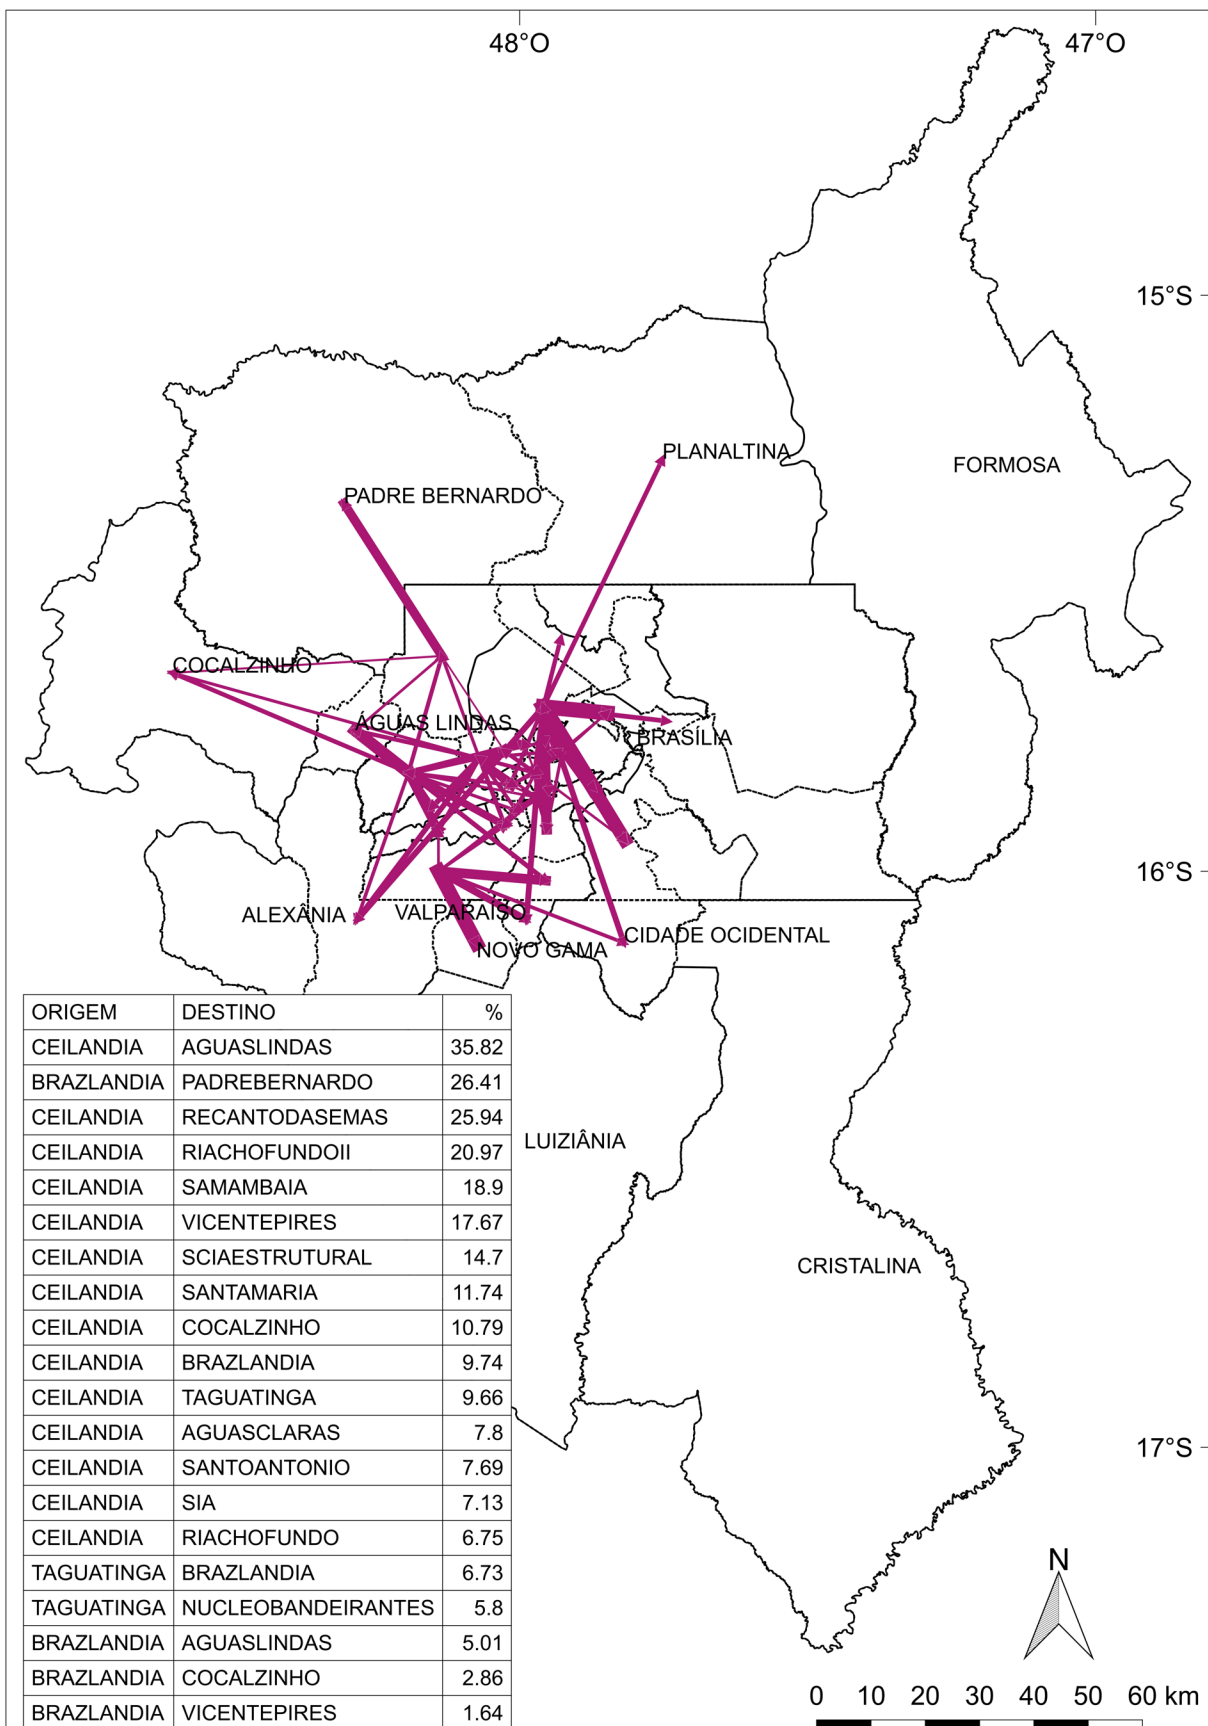 48°O 47°O
15°S
PLANALTINA
FORMOSA
PADRE BERNARDO
COCALZINHO
ÁGUAS LINDAS
BRASÍLIA
16°S
ALEXÂNIA
VALPARAISO
CIDADE OCIDENTAL
NOVO GAMA
ORIGEM DESTINO %
CEILANDIA AGUASLINDAS 35.82
BRAZLANDIA PADREBERNARDO 26.41
CEILANDIA RECANTODASEMAS 25.94
CEILANDIA RIACHOFUNDOII 20.97
CEILANDIA SAMAMBAIA 18.9
CEILANDIA VICENTEPIRES 17.67
CEILANDIA SCIAESTRUTURAL 14.7
CEILANDIA SANTAMARIA 11.74
CEILANDIA COCALZINHO 10.79
CEILANDIA BRAZLANDIA 9.74
CEILANDIA TAGUATINGA 9.66
CEILANDIA AGUASCLARAS 7.8
CEILANDIA SANTOANTONIO 7.69
CEILANDIA SIA 7.13
CEILANDIA RIACHOFUNDO 6.75
TAGUATINGA BRAZLANDIA 6.73
TAGUATINGA NUCLEOBANDEIRANTES 5.8
BRAZLANDIA AGUASLINDAS 5.01
BRAZLANDIA COCALZINHO 2.86
BRAZLANDIA VICENTEPIRES 1.64
LUIZIÂNIA
CRISTALINA
17°S
N
0 10 20 30 40 50 60 km